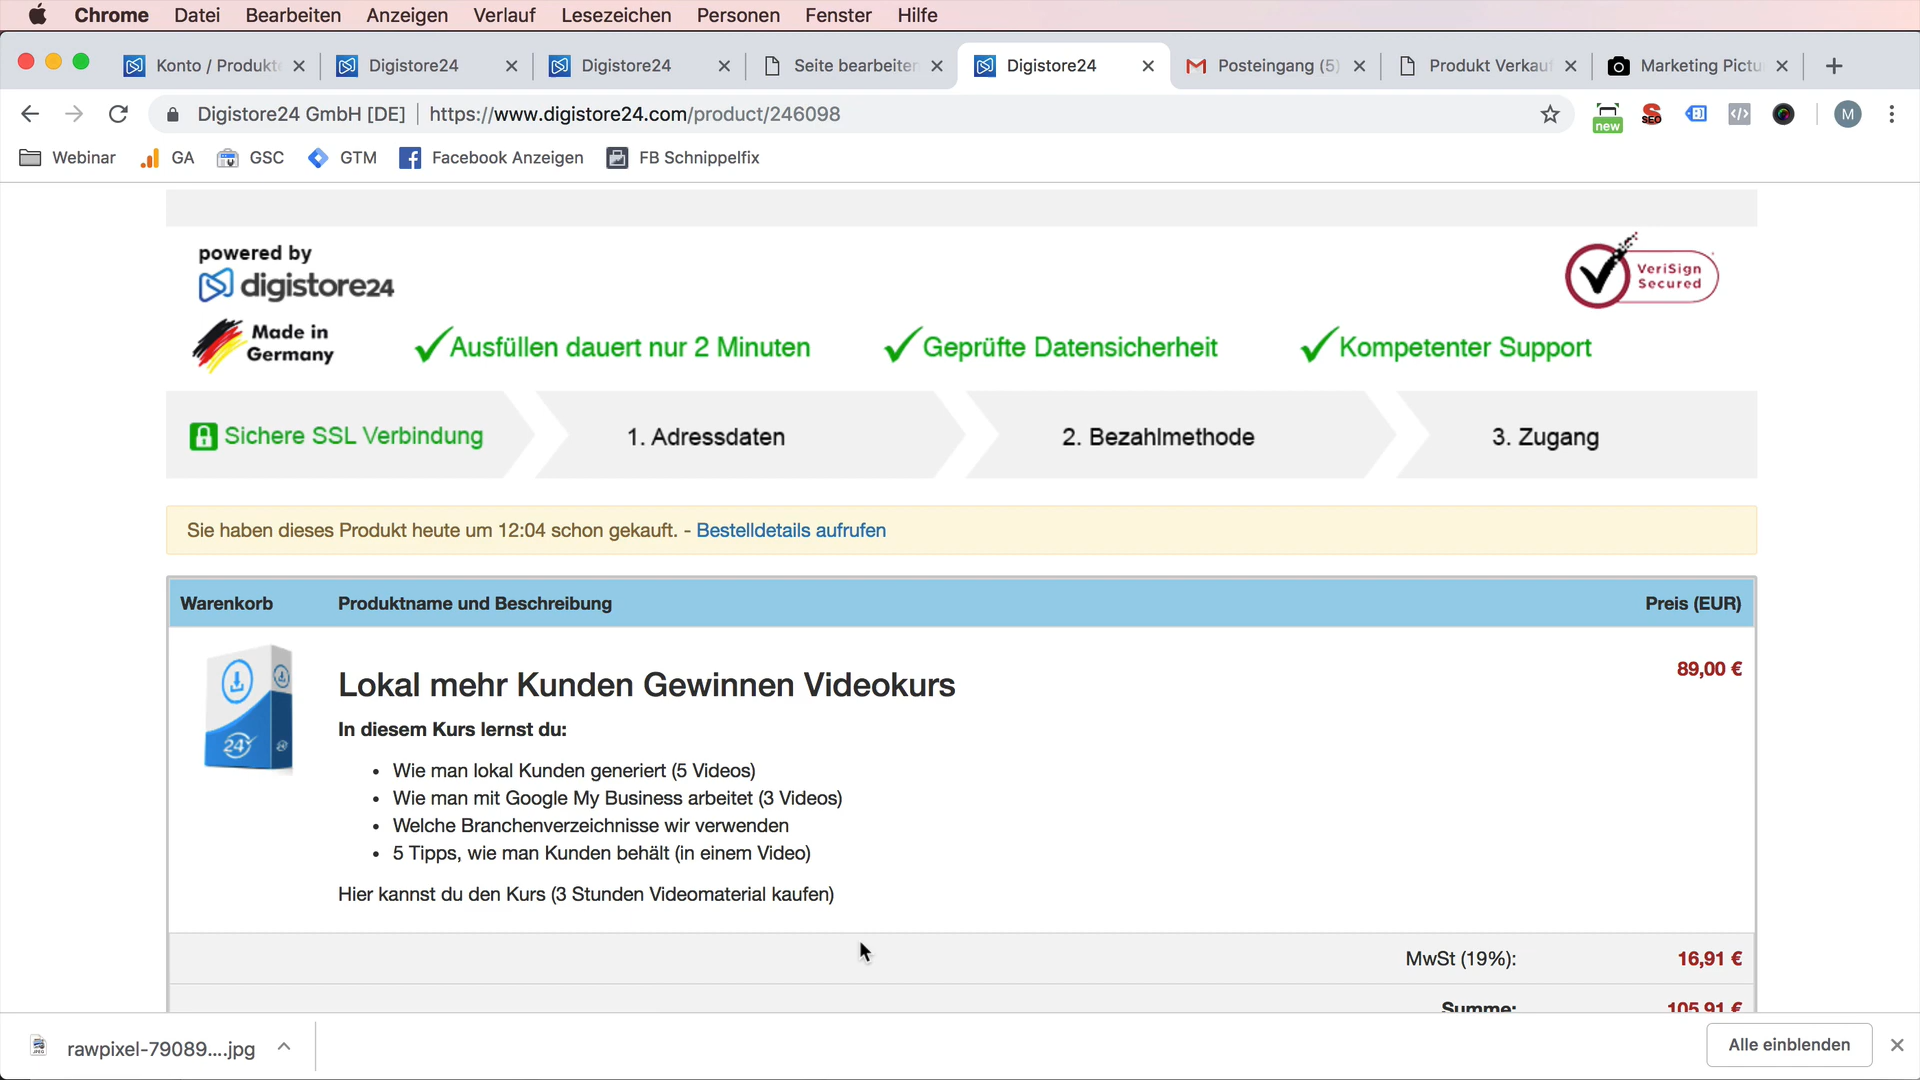 Chrome Datei Bearbeiten Anzeigen Verlauf Lesezeichen Personen Fenster Hilfe
Konto / Produkte Digistore24 Digistore24 Seite bearbeiten Digistore24 Posteingang (5) Produkt Verkau Marketing Pictu
Digistore24 GmbH [DE] https://www.digistore24.com/product/246098
new SEO M
Webinar GA GSC GTM Facebook Anzeigen FB Schnippelfix
powered by
digistore24
VeriSign
Secured
Made in
Germany
Ausfüllen dauert nur 2 Minuten Geprüfte Datensicherheit Kompetenter Support
Sichere SSL Verbindung 1. Adressdaten 2. Bezahlmethode 3. Zugang
Sie haben dieses Produkt heute um 12:04 schon gekauft. - Bestelldetails aufrufen
Warenkorb Produktname und Beschreibung Preis (EUR)
Lokal mehr Kunden Gewinnen Videokurs 89,00 €
24
In diesem Kurs lernst du:
• Wie man lokal Kunden generiert (5 Videos)
• Wie man mit Google My Business arbeitet (3 Videos)
• Welche Branchenverzeichnisse wir verwenden
• 5 Tipps, wie man Kunden behält (in einem Video)
Hier kannst du den Kurs (3 Stunden Videomaterial kaufen)
MwSt (19%): 16,91 €
Summe: 105,91 €
rawpixel-79089....jpg Alle einblenden